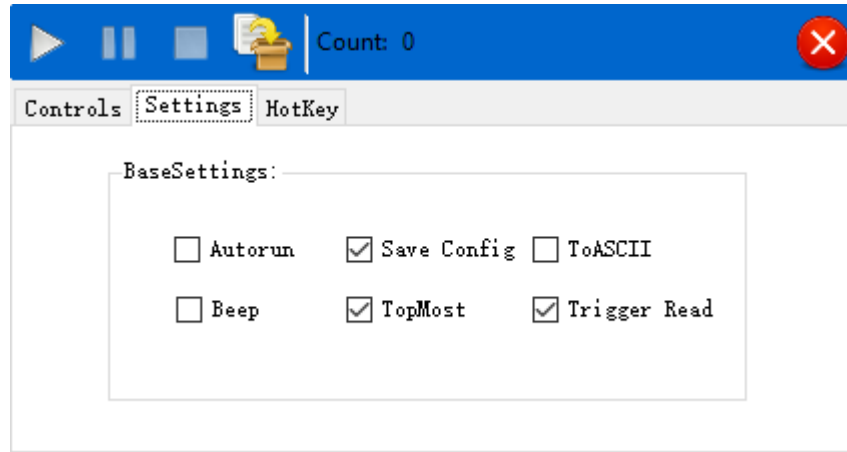 Count: 0
Controls Settings HotKey
BaseSettings:
Autorun Save Config ToASCII
Beep TopMost Trigger Read